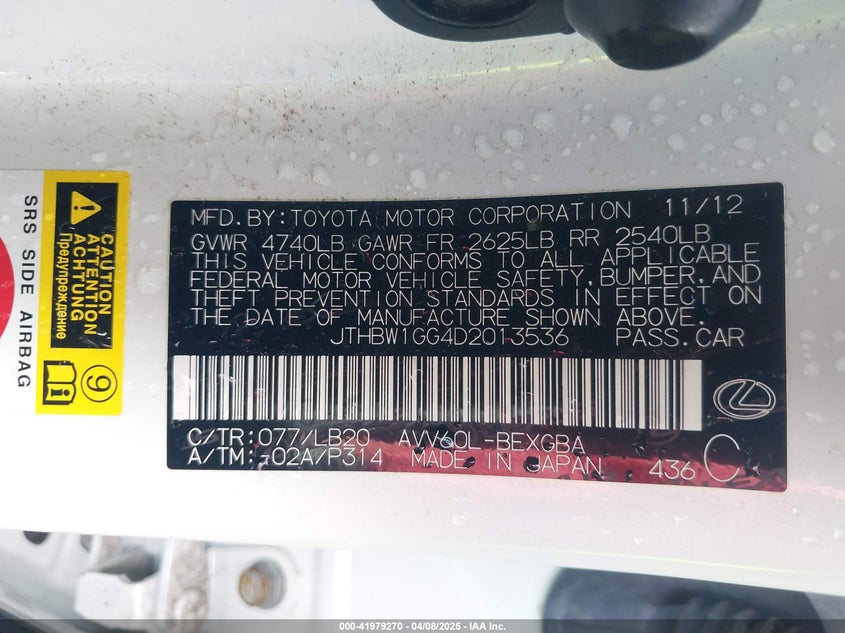 MFD.BY:TOYOTA MOTOR CORPORATION 11/12
GVWR 4740LB GAWR FR 2625LB RR 2540LB
THIS VEHICLE CONFORMS TO ALL APPLICABLE
FEDERAL MOTOR VEHICLE SAFETY,BUMPER,AND
THEFT PREVENTION STANDARDS IN EFFECT ON
THE DATE OF MANUFACTURE SHOWN ABOVE.
JTHBW1GG4D2013536 PASS.CAR
C/TR:077/LB20 AVV60L-BEXGBA
A/TM:-02A/P314 MADE IN JAPAN 436 C
SRS SIDE AIRBAG
CAUTION
ATTENTION
ACHTUNG
Предупреждение
9
000-41979270 - 04/08/2025 - IAA Inc.